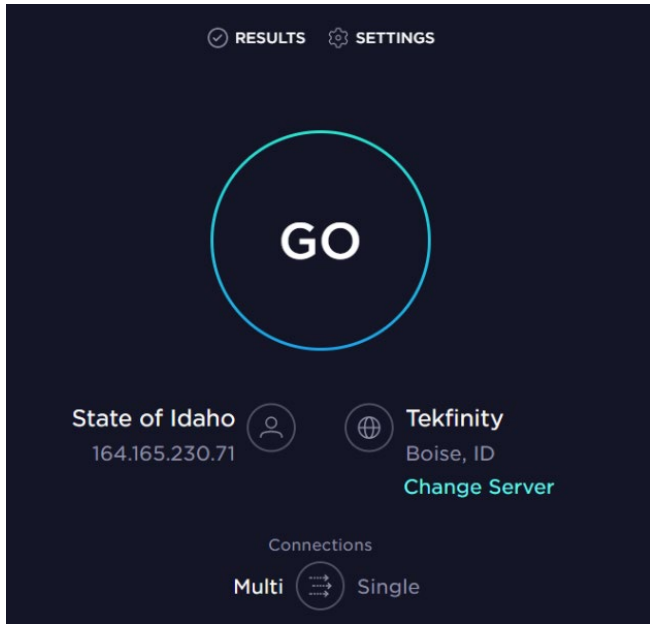 RESULTS SETTINGS
GO
State of Idaho
164.165.230.71
Tekfinity
Boise, ID
Change Server
Connections
Multi Single